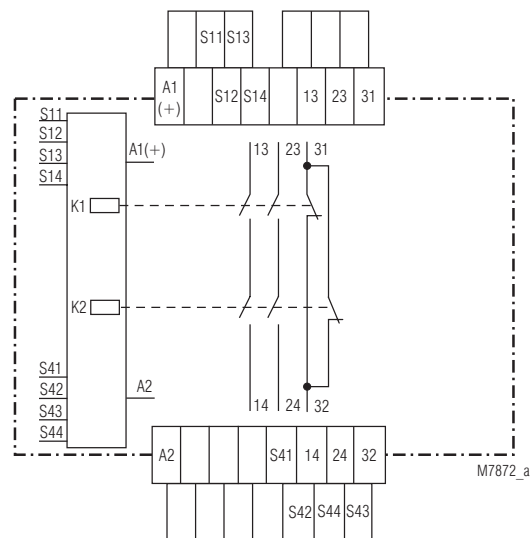 S11 S13
A1 (+) S12 S14 13 23 31
S11
S12
S13
S14
A1(+)
13 23 31
K1
K2
S41
S42
S43
S44
A2
14 24 32
A2 S41 14 24 32
S42 S44 S43
M7872_a